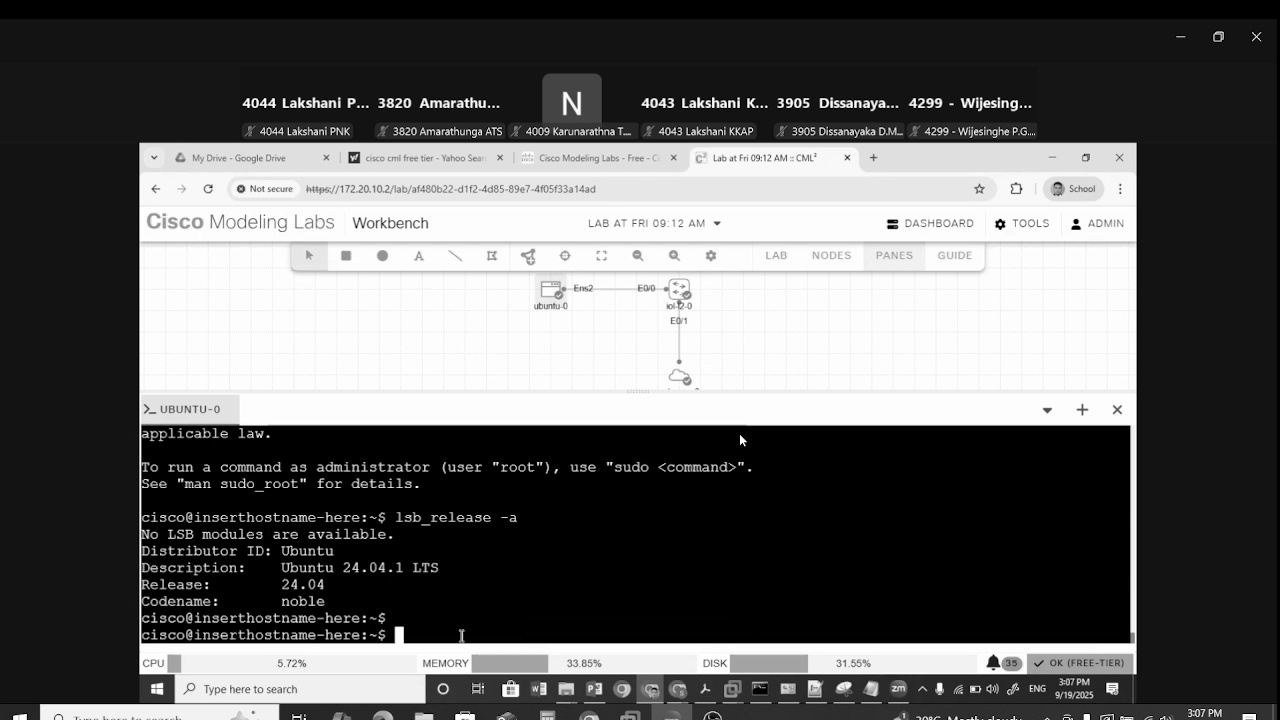 4044 Lakshani P... 3820 Amarathu... N 4043 Lakshani K... 3905 Dissanaya... 4299 - Wijesing...
4044 Lakshani PNK 3820 Amarathunga ATS 4009 Karunarathna T... 4043 Lakshani KKAP 3905 Dissanayaka D.M... 4299 - Wijesinghe P.G....
My Drive - Google Drive cisco cml free tier - Yahoo Sear Cisco Modeling Labs - Free - Ci Lab at Fri 09:12 AM :: CML²
Not secure https://172.20.10.2/lab/af480b22-d1f2-4d85-89e7-4f05f33a14ad School
Cisco Modeling Labs Workbench LAB AT FRI 09:12 AM DASHBOARD TOOLS ADMIN
A LAB NODES PANES GUIDE
Ens2 E0/0
ubuntu-0 iol-l2-0
E0/1
UBUNTU-0
applicable law.
To run a command as administrator (user "root"), use "sudo <command>".
See "man sudo_root" for details.
cisco@inserthostname-here:~$ lsb_release -a
No LSB modules are available.
Distributor ID: Ubuntu
Description: Ubuntu 24.04.1 LTS
Release: 24.04
Codename: noble
cisco@inserthostname-here:~$
cisco@inserthostname-here:~$
CPU 5.72% MEMORY 33.85% DISK 31.55% 35 OK (FREE-TIER)
Type here to search ENG 3:07 PM
9/19/2025
Type here to search Mostly cloudy 3:07 PM